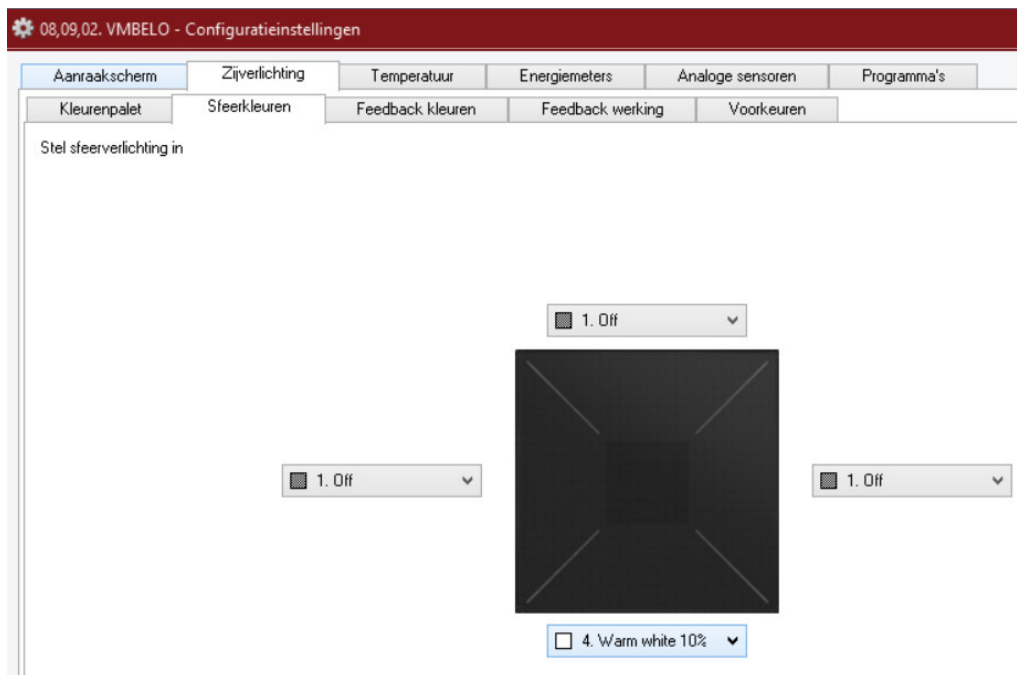 08,09,02. VMBELO - Configuratieinstellingen
Aanraakscherm Zijverlichting Temperatuur Energiemeters Analoge sensoren Programma's
Kleurenpalet Sfeerkleuren Feedback kleuren Feedback werking Voorkeuren
Stel sfeerverlichting in
1. Off
1. Off 1. Off
4. Warm white 10%